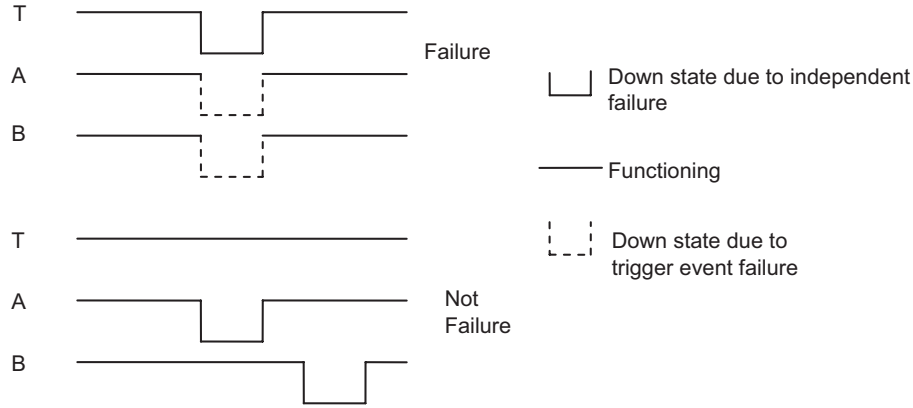 T
Failure
A
B
Down state due to independent
failure
Functioning
Down state due to
trigger event failure
T
A
Not
Failure
B